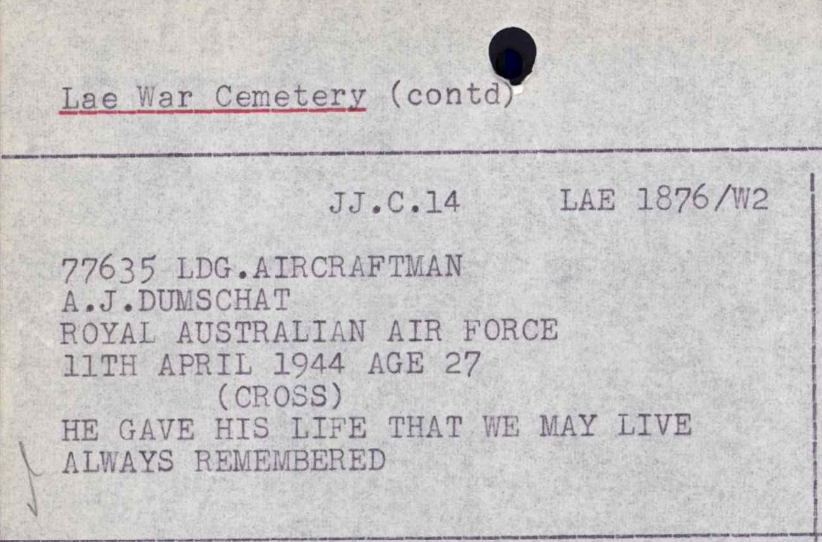 Lae War Cemetery (contd)
JJ.C.14 LAE 1876/W2
77635 LDG.AIRCRAFTMAN
A.J.DUMSCHAT
ROYAL AUSTRALIAN AIR FORCE
11TH APRIL 1944 AGE 27
(CROSS)
HE GAVE HIS LIFE THAT WE MAY LIVE
ALWAYS REMEMBERED